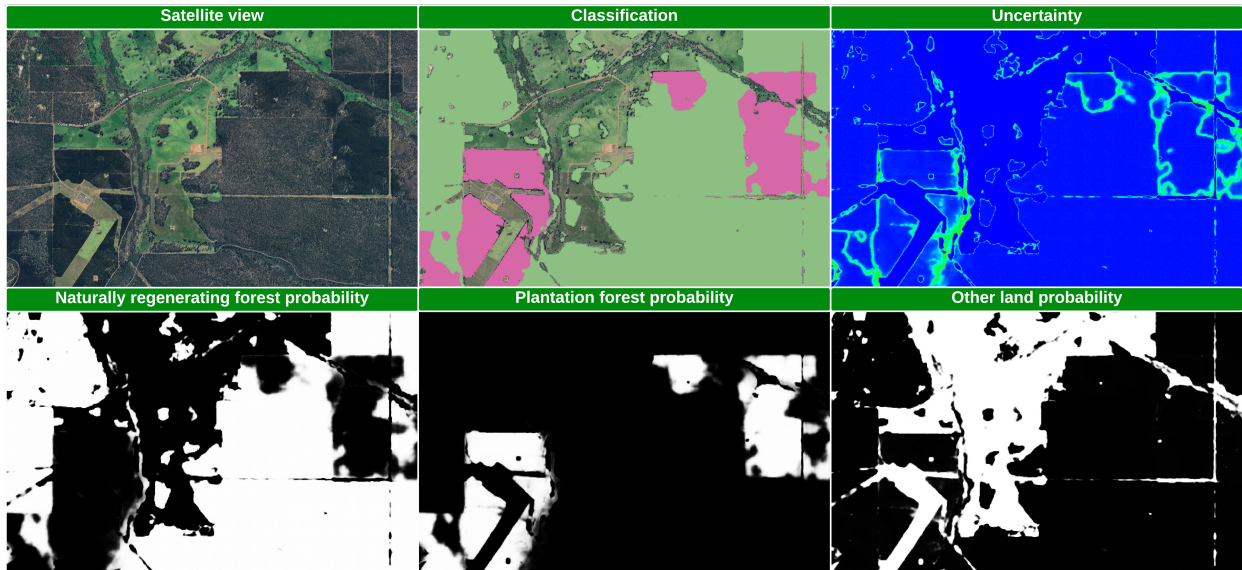 Satellite view
Classification
Uncertainty
Naturally regenerating forest probability
Plantation forest probability
Other land probability